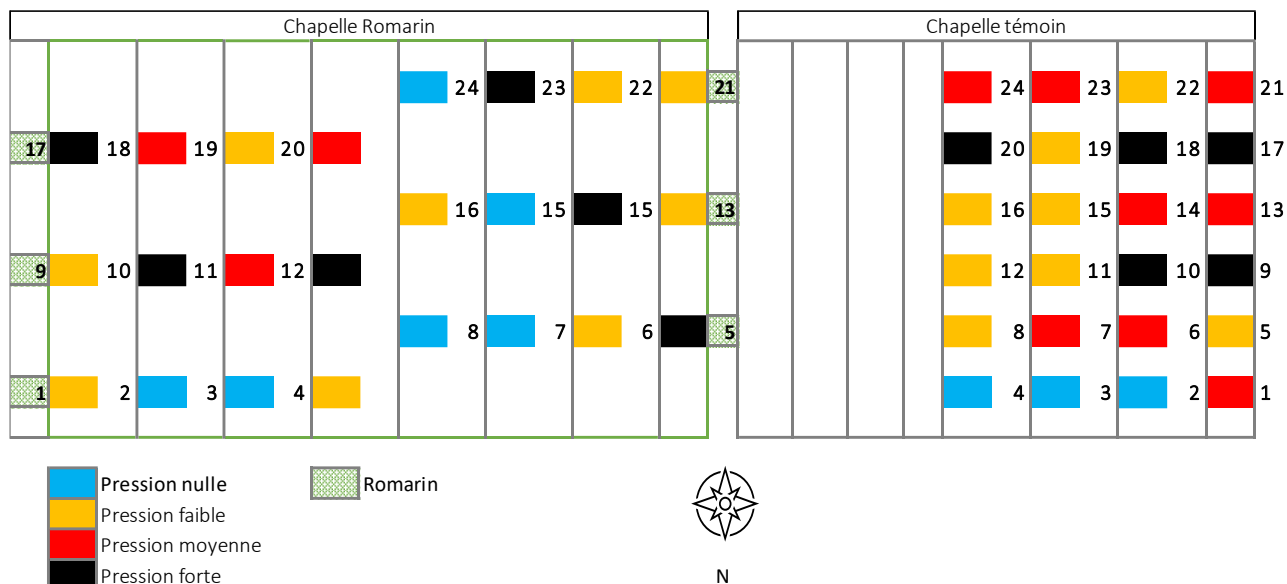 Chapelle Romarin Chapelle témoin
24 23 22 21 24 23 22 21
17 18 19 20 20 19 18 17
16 15 15 13 16 15 14 13
9 10 11 12 12 11 10 9
8 7 6 5 8 7 6 5
1 2 3 4 4 3 2 1
Pression nulle Romarin
Pression faible
Pression moyenne
Pression forte N